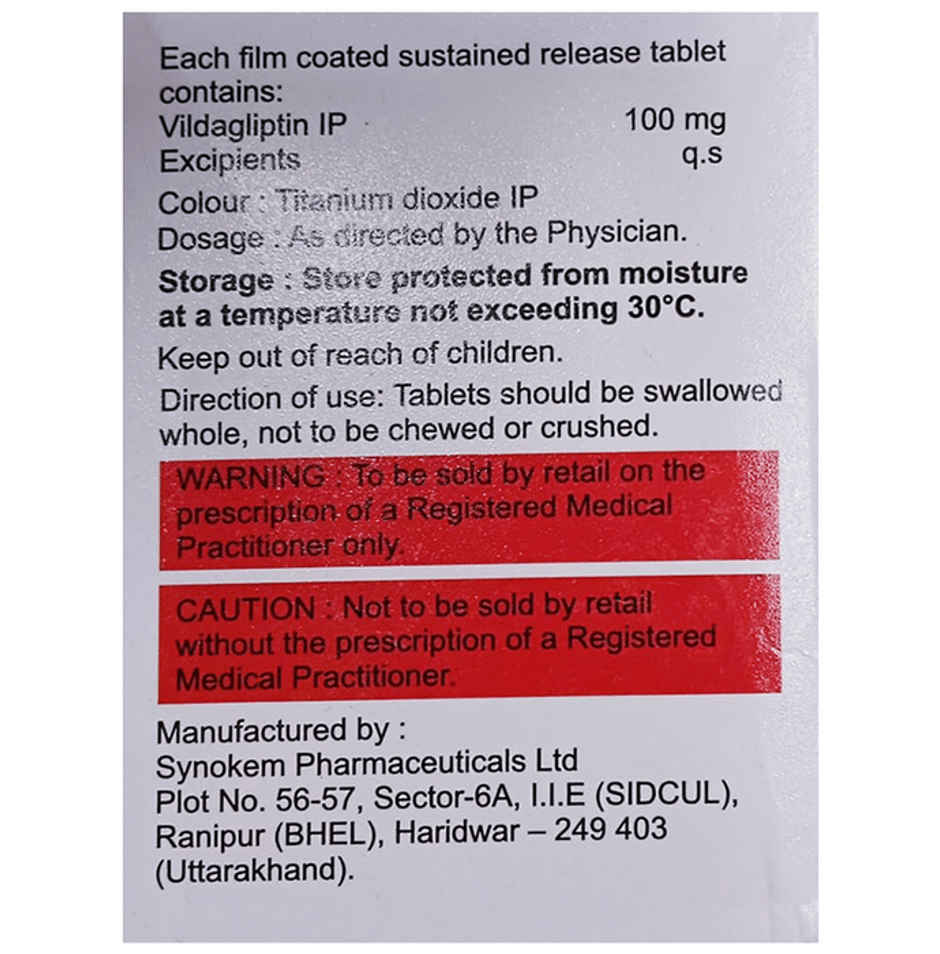 Each film coated sustained release tablet
contains:
Vildagliptin IP 100 mg
Excipients q.s
Colour : Titanium dioxide IP
Dosage : As directed by the Physician.
Storage : Store protected from moisture
at a temperature not exceeding 30°C.
Keep out of reach of children.
Direction of use: Tablets should be swallowed
whole, not to be chewed or crushed.
WARNING : To be sold by retail on the
prescription of a Registered Medical
Practitioner only.
CAUTION : Not to be sold by retail
without the prescription of a Registered
Medical Practitioner.
Manufactured by :
Synokem Pharmaceuticals Ltd
Plot No. 56-57, Sector-6A, I.I.E (SIDCUL),
Ranipur (BHEL), Haridwar – 249 403
(Uttarakhand).